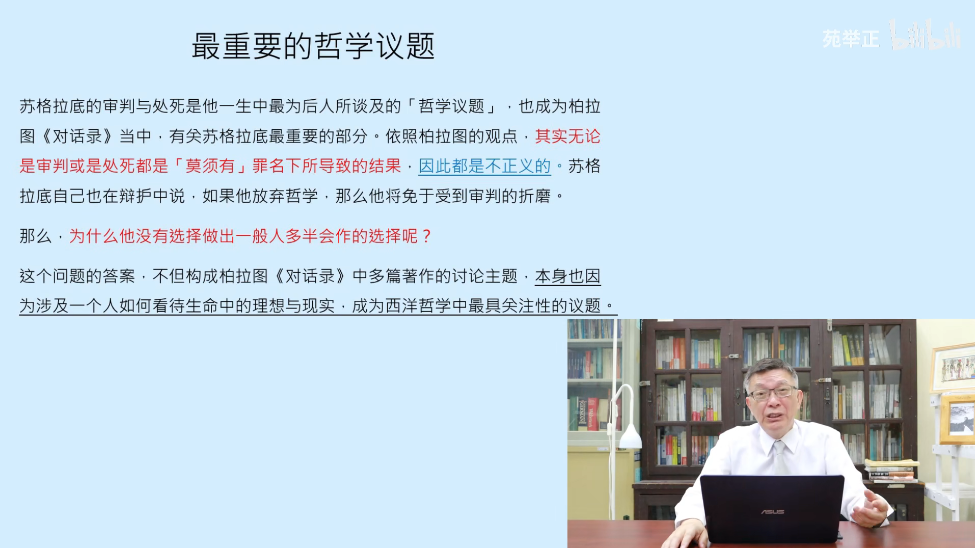 最重要的哲学议题
苑举正
bilibili
苏格拉底的审判与处死是他一生中最为后人所谈及的「哲学议题」，也成为柏拉
图《对话录》当中，有关苏格拉底最重要的部分。依照柏拉图的观点，其实无论
是审判或是处死都是「莫须有」罪名下所导致的结果，因此都是不正义的。苏格
拉底自己也在辩护中说，如果他放弃哲学，那么他将免于受到审判的折磨。
那么，为什么他没有选择做出一般人多半会作的选择呢？
这个问题的答案，不但构成柏拉图《对话录》中多篇著作的讨论主题，本身也因
为涉及一个人如何看待生命中的理想与现实，成为西洋哲学中最具关注性的议题。
ASUS